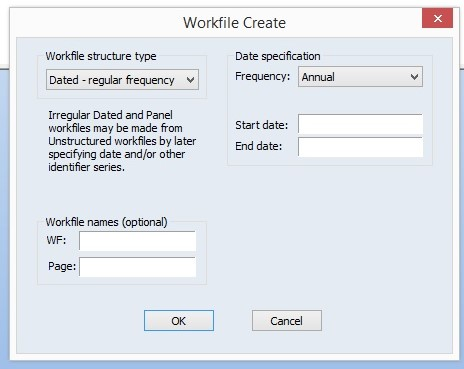 Workfile Create
Workfile structure type
Dated - regular frequency
Irregular Dated and Panel
workfiles may be made from
Unstructured workfiles by later
specifying date and/or other
identifier series.
Date specification
Frequency: Annual
Start date:
End date:
Workfile names (optional)
WF:
Page:
OK
Cancel